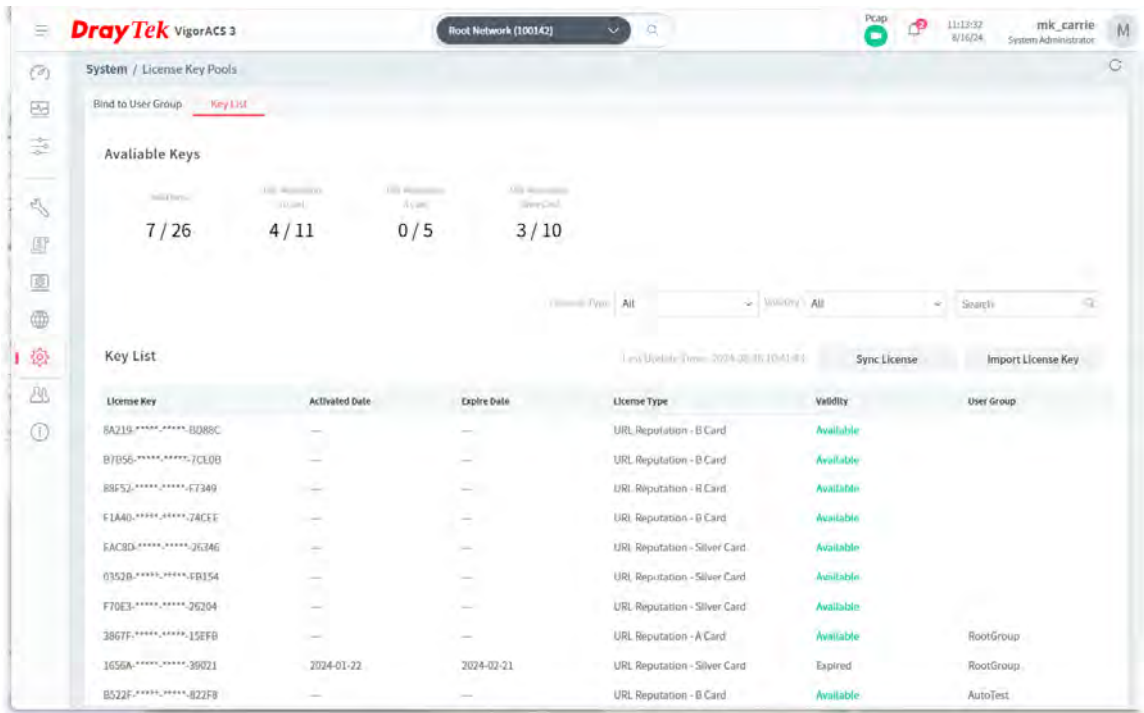 DrayTek VigorACS 3
Root Network (100142)
Pcap
2
11:13:32
8/16/24
mk_carrie
System Administrator
M
System / License Key Pools
Bind to User Group Key List
Avaliable Keys
7 / 26 4 / 11 0 / 5 3 / 10
License Type All Validity All Search
Key List
Sync License Import License Key
License Key Activated Date Expire Date License Type Validity User Group
8A219-*****-*****-BD88C — — URL Reputation - B Card Available
B7B56-*****-*****-7CE0B — — URL Reputation - B Card Available
88F52-*****-*****-F7349 — — URL Reputation - B Card Available
F1A40-*****-*****-74CFE — — URL Reputation - B Card Available
EAC8D-*****-*****-26346 — — URL Reputation - Silver Card Available
0352B-*****-*****-FB154 — — URL Reputation - Silver Card Available
F70E3-*****-*****-26204 — — URL Reputation - Silver Card Available
3867F-*****-*****-15EFB — — URL Reputation - A Card Available RootGroup
1656A-*****-*****-39021 2024-01-22 2024-02-21 URL Reputation - Silver Card Expired RootGroup
B522F-*****-*****-822F8 — — URL Reputation - B Card Available AutoTest